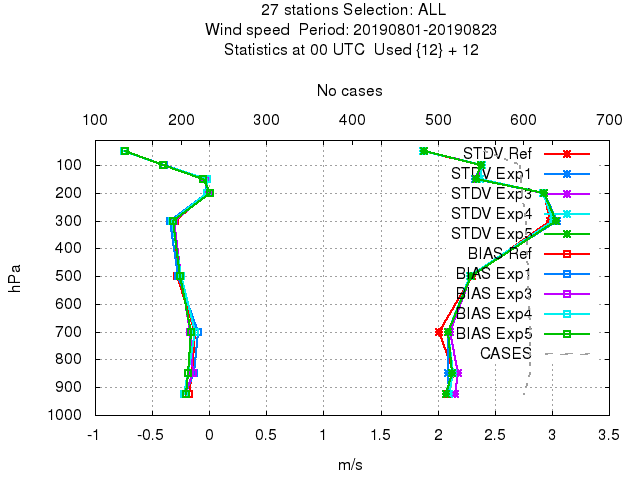 27 stations Selection: ALL
Wind speed  Period: 20190801-20190823
Statistics at 00 UTC  Used {12} + 12
No cases
100 200 300 400 500 600 700
STDV Ref
STDV Exp1
STDV Exp3
STDV Exp4
STDV Exp5
BIAS Ref
BIAS Exp1
BIAS Exp3
BIAS Exp4
BIAS Exp5
CASES
hPa
100
200
300
400
500
600
700
800
900
1000
-1 -0.5 0 0.5 1 1.5 2 2.5 3 3.5
m/s